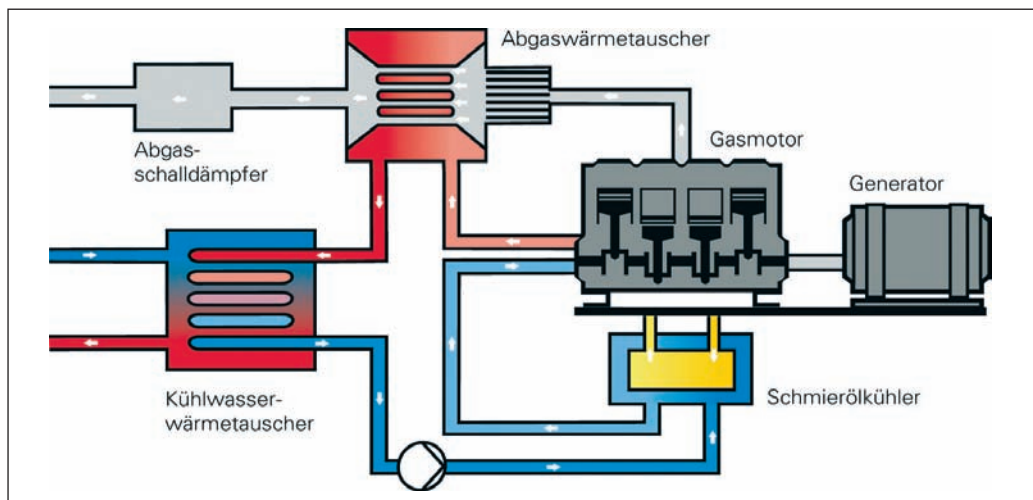 Abgaswärmetauscher
Abgas-
schalldämpfer
Gasmotor
Generator
Kühlwasser-
wärmetauscher
Schmierölkühler